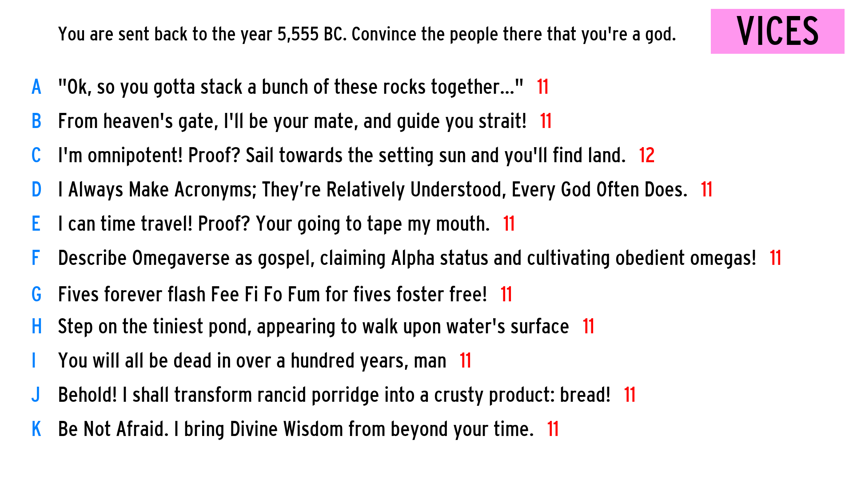 You are sent back to the year 5,555 BC. Convince the people there that you're a god.
VICES
A "Ok, so you gotta stack a bunch of these rocks together..." 11
B From heaven's gate, I'll be your mate, and guide you strait! 11
C I'm omnipotent! Proof? Sail towards the setting sun and you'll find land. 12
D I Always Make Acronyms; They're Relatively Understood, Every God Often Does. 11
E I can time travel! Proof? Your going to tape my mouth. 11
F Describe Omegaverse as gospel, claiming Alpha status and cultivating obedient omegas! 11
G Fives forever flash Fee Fi Fo Fum for fives foster free! 11
H Step on the tiniest pond, appearing to walk upon water's surface 11
I You will all be dead in over a hundred years, man 11
J Behold! I shall transform rancid porridge into a crusty product: bread! 11
K Be Not Afraid. I bring Divine Wisdom from beyond your time. 11